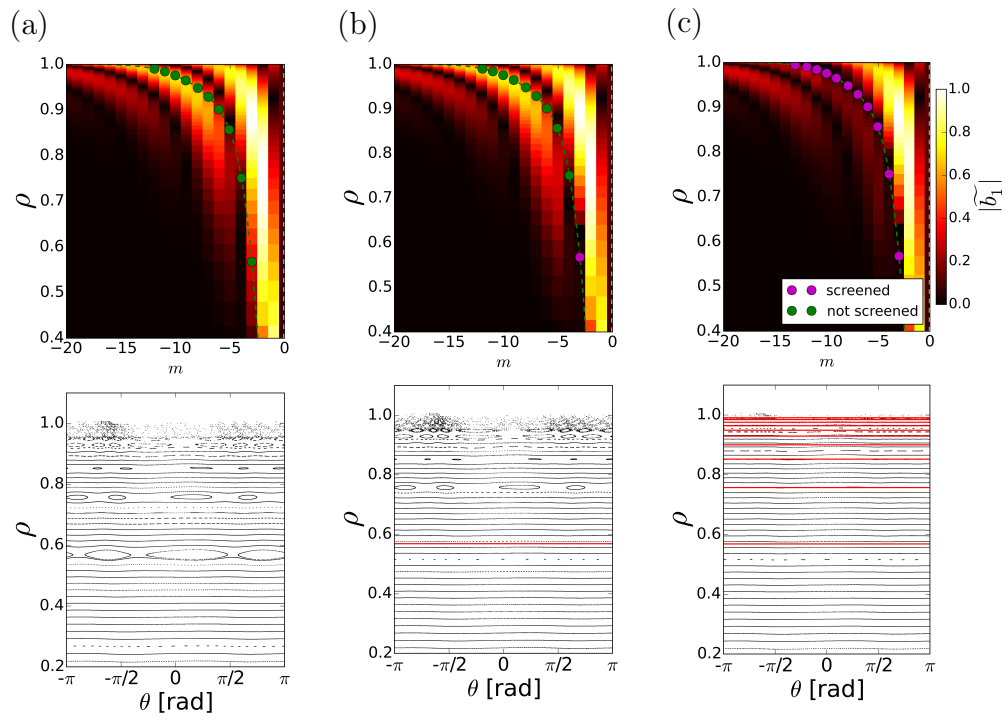 (a) (b) (c)
1.0 1.0 1.0
0.9 0.9 0.9
0.8 0.8 0.8
0.7 0.7 0.7
0.6 0.6 0.6
0.5 0.5 0.5
0.4 0.4 0.4
ρ ρ ρ
−20 −15 −10 −5 0
m
−20 −15 −10 −5 0
m
−20 −15 −10 −5 0
m
screened
not screened
1.0
0.8
0.6
0.4
0.2
0.0
|b̃₁|
1.0 1.0 1.0
0.8 0.8 0.8
0.6 0.6 0.6
0.4 0.4 0.4
0.2 0.2 0.2
ρ ρ ρ
-π -π/2 0 π/2 π
θ [rad]
-π -π/2 0 π/2 π
θ [rad]
-π -π/2 0 π/2 π
θ [rad]